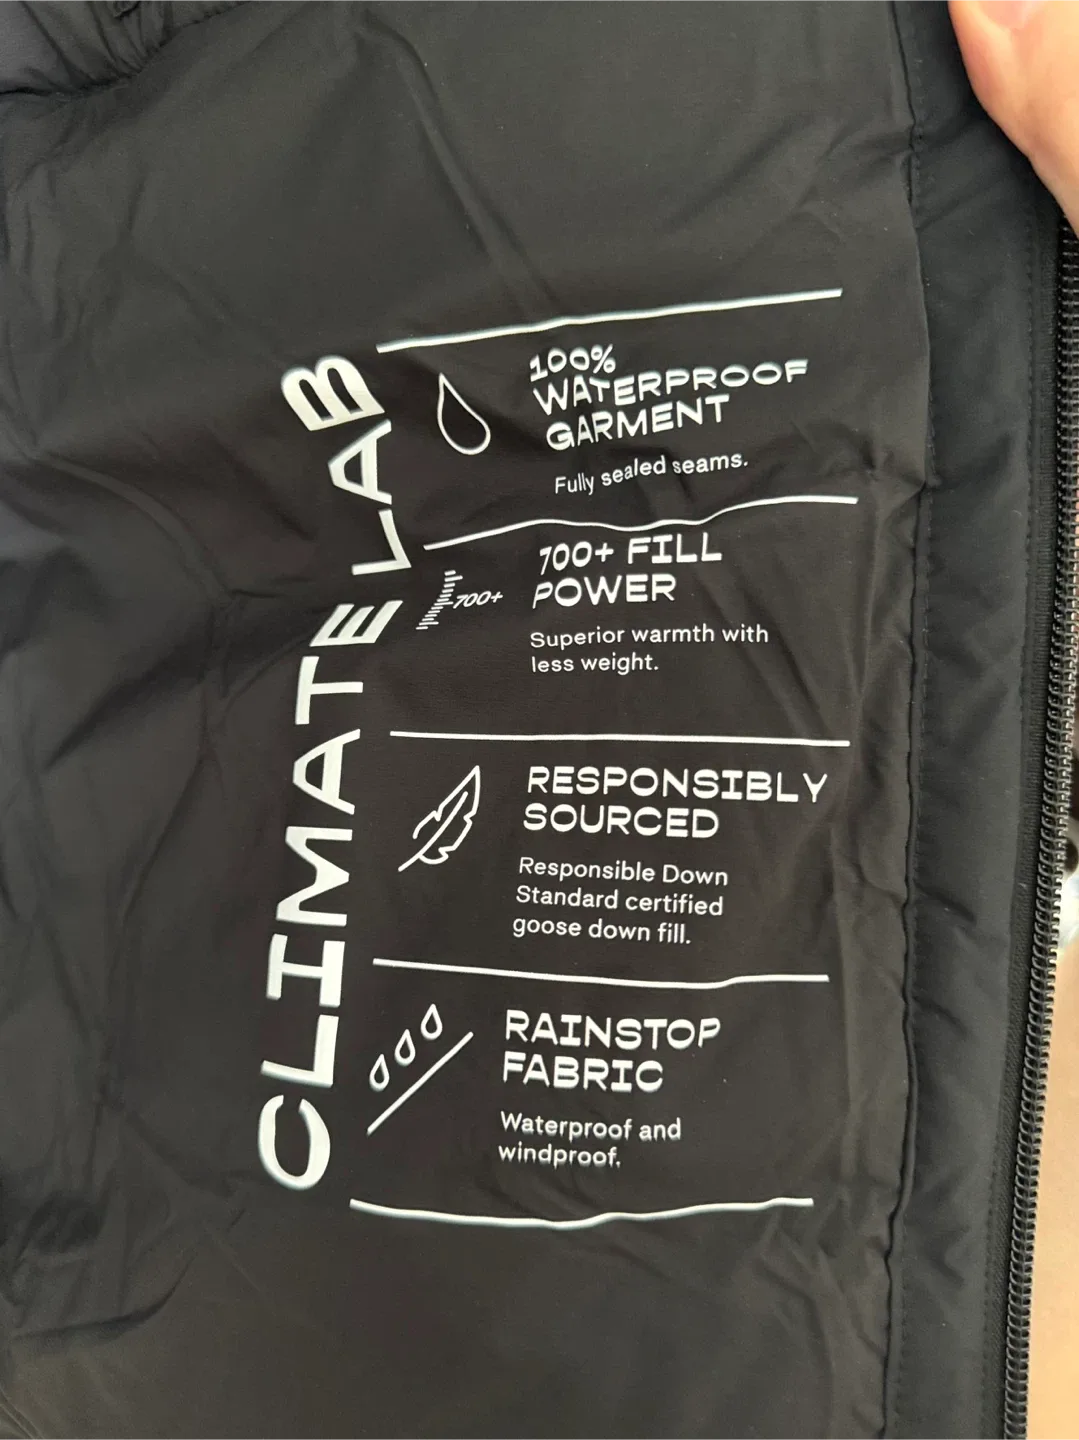 CLIMATE LAB
100%
WATERPROOF
GARMENT
Fully sealed seams.
700+
700+ FILL
POWER
Superior warmth with
less weight.
RESPONSIBLY
SOURCED
Responsible Down
Standard certified
goose down fill.
RAINSTOP
FABRIC
Waterproof and
windproof.